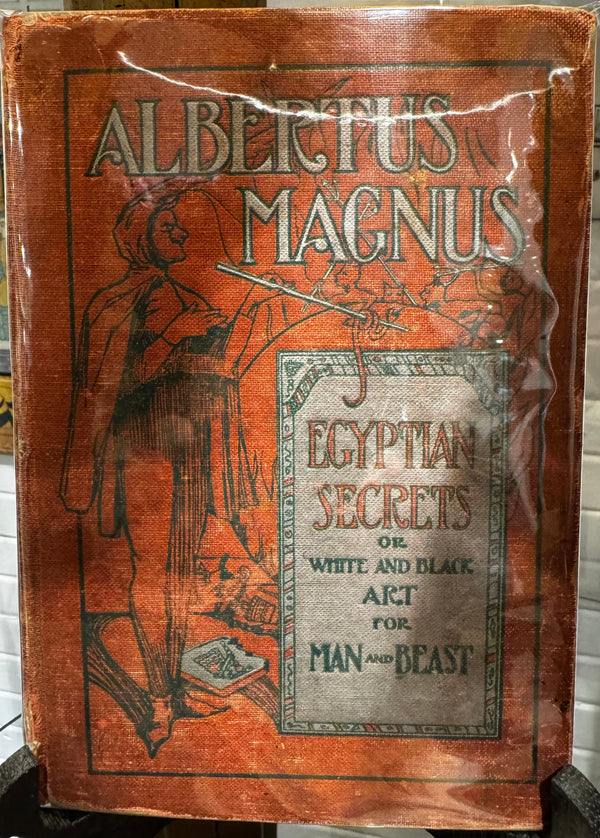 ALBERTUS
MAGNUS
EGYPTIAN
SECRETS
OR
WHITE AND BLACK
ART
FOR
MAN AND BEAST